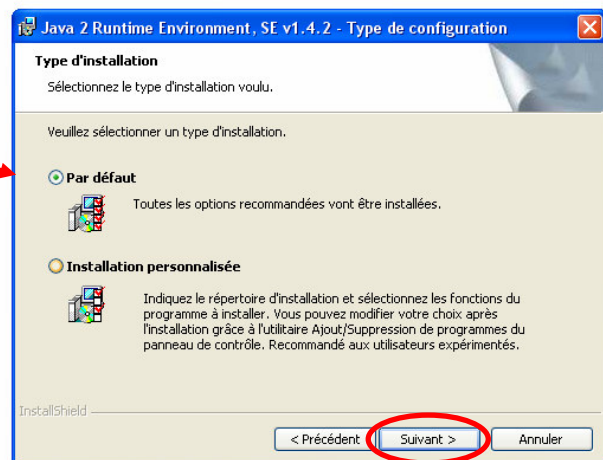 Java 2 Runtime Environment, SE v1.4.2 - Type de configuration
Type d'installation
Sélectionnez le type d'installation voulu.
Veuillez sélectionner un type d'installation.
Par défaut
Toutes les options recommandées vont être installées.
Installation personnalisée
Indiquez le répertoire d'installation et sélectionnez les fonctions du
programme à installer. Vous pouvez modifier votre choix après
l'installation grâce à l'utilitaire Ajout/Suppression de programmes du
panneau de contrôle. Recommandé aux utilisateurs expérimentés.
InstallShield
< Précédent Suivant > Annuler